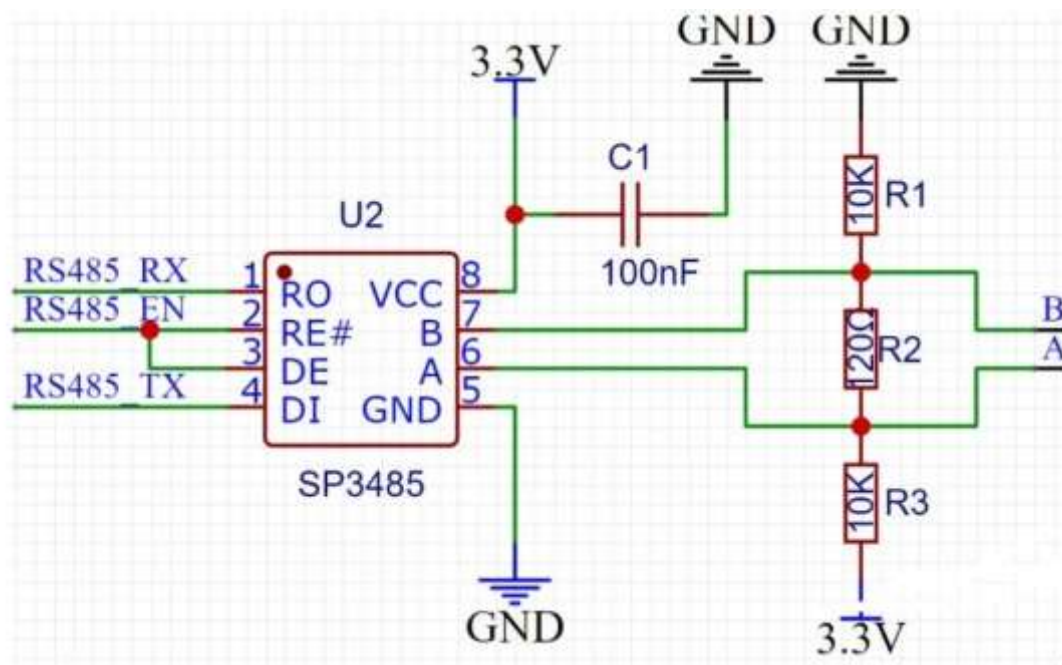 GND GND
3.3V
C1
10K R1
U2
100nF
RS485_RX 1 RO VCC 8
RS485_EN 2 RE# B 7 B
120Ω R2
3 DE A 6 A
RS485_TX 4 DI GND 5
SP3485
10K R3
GND
3.3V